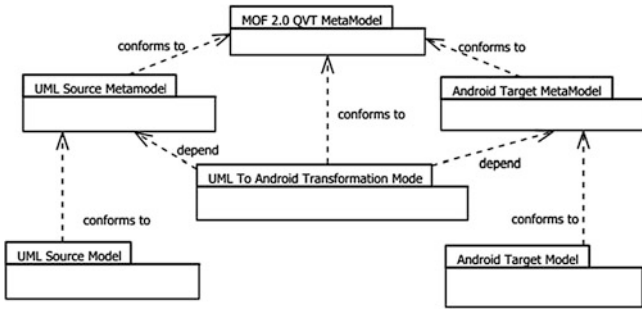 MOF 2.0 QVT MetaModel
conforms to
conforms to
UML Source Metamodel
Android Target MetaModel
conforms to
depend
depend
UML To Android Transformation Mode
conforms to
conforms to
UML Source Model
Android Target Model